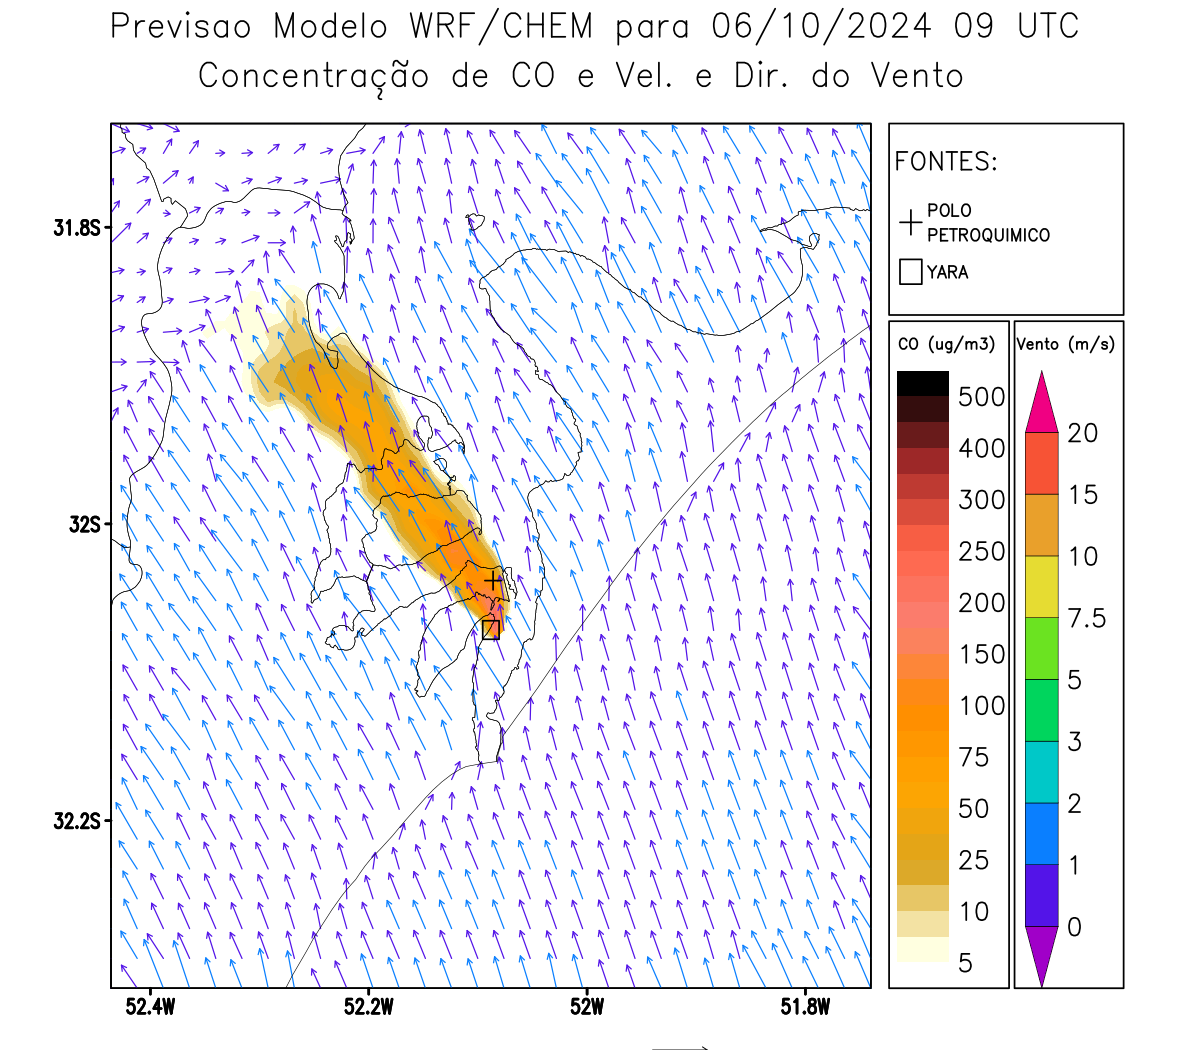 Previsao Modelo WRF/CHEM para 06/10/2024 09 UTC
Concentração de CO e Vel. e Dir. do Vento
FONTES:
POLO
PETROQUIMICO
YARA
CO (ug/m3)
500
400
300
250
200
150
100
75
50
25
10
5
Vento (m/s)
20
15
10
7.5
5
3
2
1
0
31.8S
32S
32.2S
52.4W
52.2W
52W
51.8W